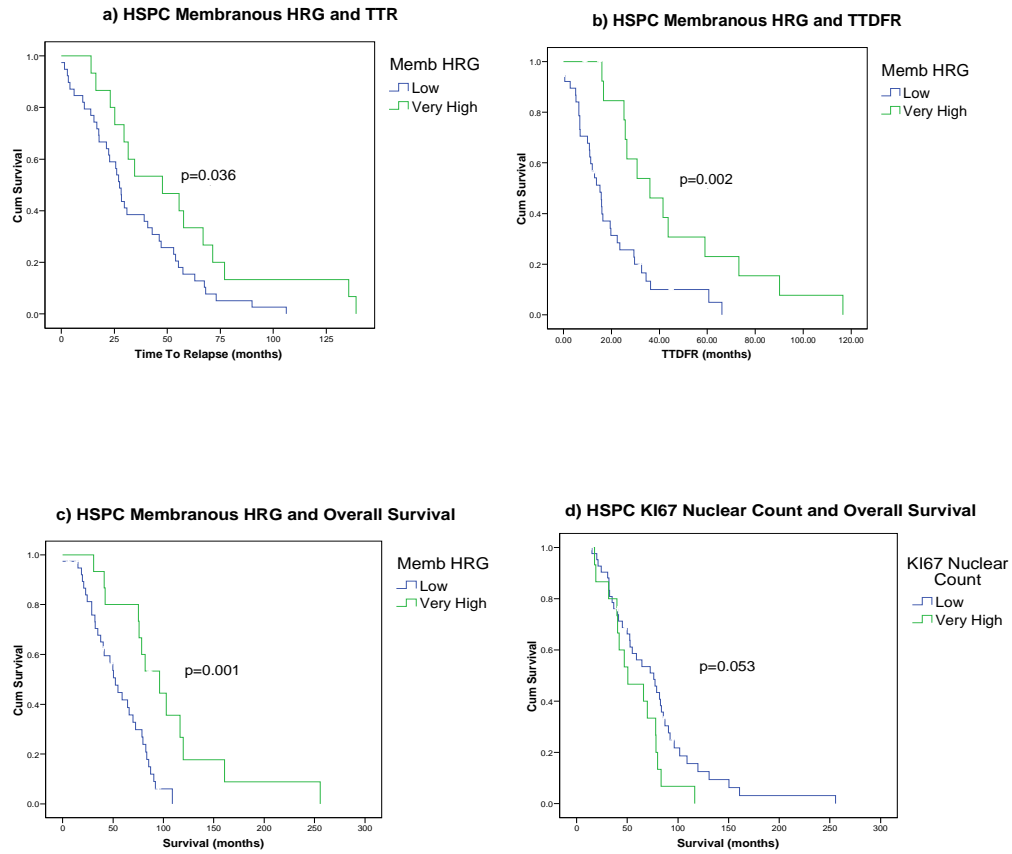 a) HSPC Membranous HRG and TTR
Memb HRG
Low
Very High
p=0.036
Cum Survival
1.0
0.8
0.6
0.4
0.2
0.0
0
25
50
75
100
125
Time To Relapse (months)
b) HSPC Membranous HRG and TTDFR
Memb HRG
Low
Very High
p=0.002
Cum Survival
1.0
0.8
0.6
0.4
0.2
0.0
0.00
20.00
40.00
60.00
80.00
100.00
120.00
TTDFR (months)
c) HSPC Membranous HRG and Overall Survival
Memb HRG
Low
Very High
p=0.001
Cum Survival
1.0
0.8
0.6
0.4
0.2
0.0
0
50
100
150
200
250
300
Survival (months)
d) HSPC KI67 Nuclear Count and Overall Survival
KI67 Nuclear
Count
Low
Very High
p=0.053
Cum Survival
1.0
0.8
0.6
0.4
0.2
0.0
0
50
100
150
200
250
300
Survival (months)